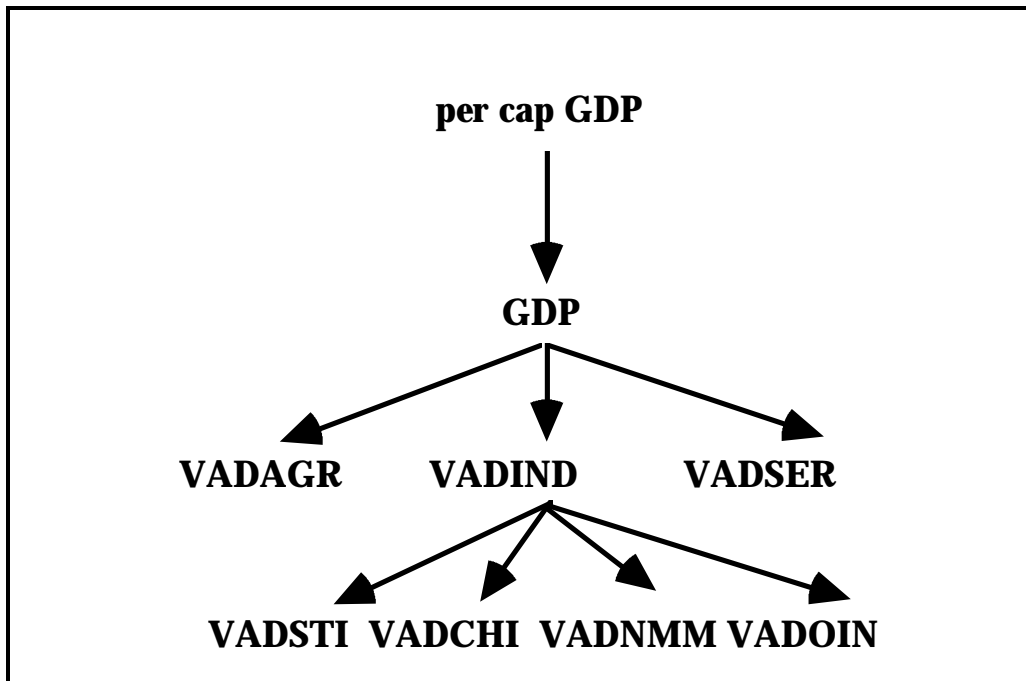 per cap GDP
GDP
VADAGR VADIND VADSER
VADSTI VADCHI VADNMM VADOIN